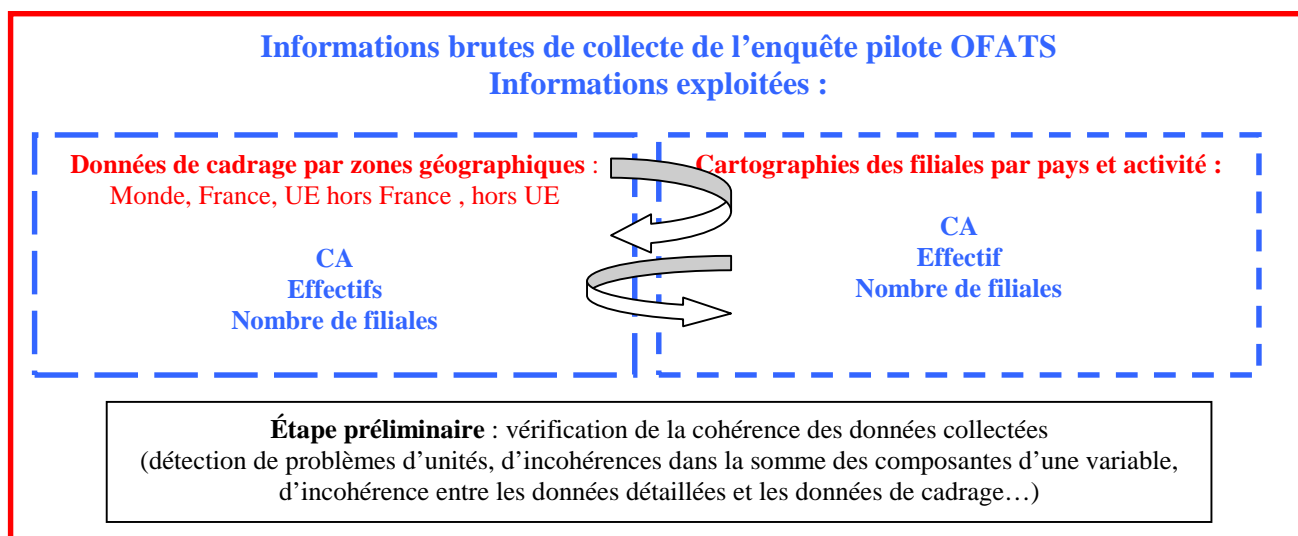 Informations brutes de collecte de l’enquête pilote OFATS
Informations exploitées :
Données de cadrage par zones géographiques :
Monde, France, UE hors France , hors UE
CA
Effectifs
Nombre de filiales
Cartographies des filiales par pays et activité :
CA
Effectif
Nombre de filiales
Étape préliminaire : vérification de la cohérence des données collectées
(détection de problèmes d’unités, d’incohérences dans la somme des composantes d’une variable,
d’incohérence entre les données détaillées et les données de cadrage…)